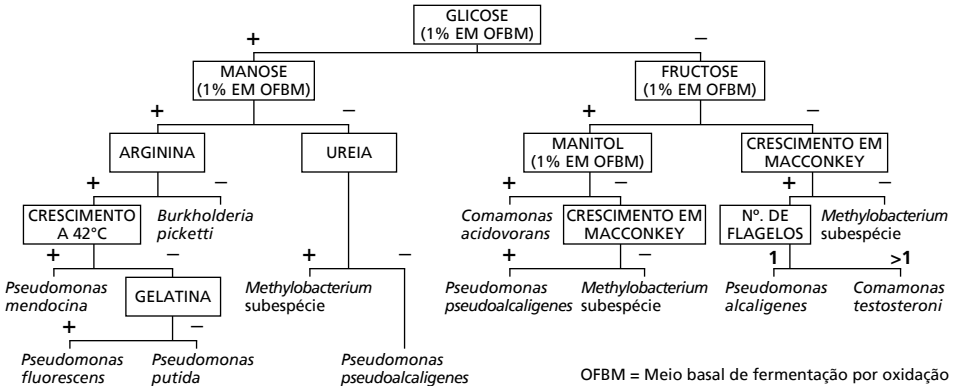 GLICOSE
(1% EM OFBM)
+
−
MANOSE
(1% EM OFBM)
FRUCTOSE
(1% EM OFBM)
+
−
+
−
ARGININA
UREIA
MANITOL
(1% EM OFBM)
CRESCIMENTO EM
MACCONKEY
+
−
+
−
+
−
CRESCIMENTO
A 42°C
Burkholderia
picketti
Comamonas
acidovorans
CRESCIMENTO EM
MACCONKEY
Nº. DE
FLAGELOS
Methylobacterium
subespécie
+
−
+
−
+
−
1
>1
Pseudomonas
mendocina
GELATINA
Methylobacterium
subespécie
Pseudomonas
pseudoalcaligenes
Methylobacterium
subespécie
Pseudomonas
alcaligenes
Comamonas
testosteroni
+
−
Pseudomonas
fluorescens
Pseudomonas
putida
Pseudomonas
pseudoalcaligenes
OFBM = Meio basal de fermentação por oxidação